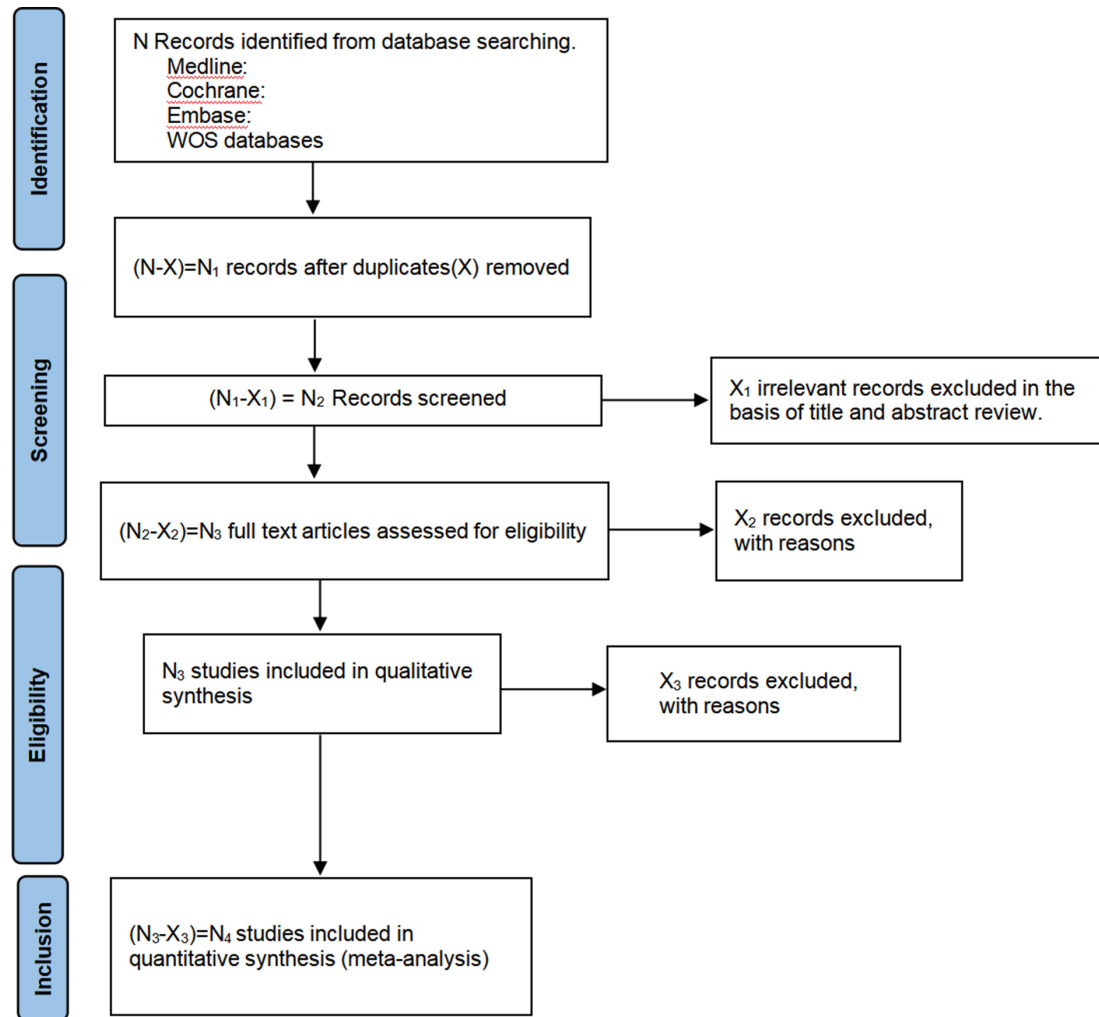 Identification
N Records identified from database searching.
Medline:
Cochrane:
Embase:
WOS databases
(N-X)=N₁ records after duplicates(X) removed
Screening
(N₁-X₁) = N₂ Records screened
X₁ irrelevant records excluded in the
basis of title and abstract review.
(N₂-X₂)=N₃ full text articles assessed for eligibility
X₂ records excluded,
with reasons
Eligibility
N₃ studies included in qualitative
synthesis
X₃ records excluded,
with reasons
Inclusion
(N₃-X₃)=N₄ studies included in
quantitative synthesis (meta-analysis)